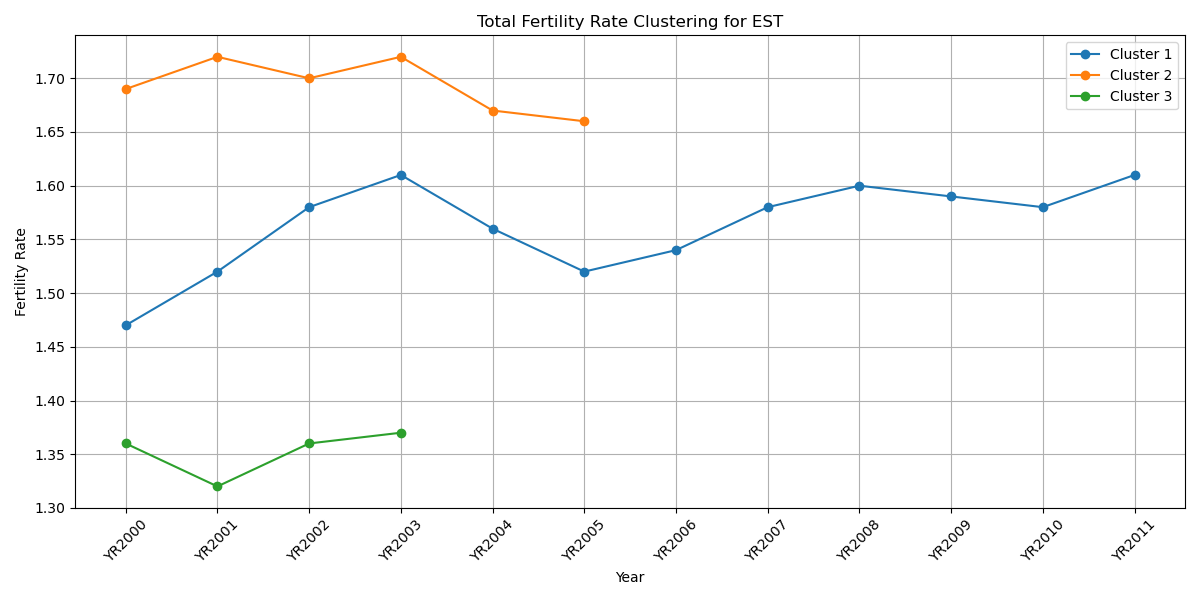 Total Fertility Rate Clustering for EST
Cluster 1
Cluster 2
Cluster 3
Fertility Rate
1.70
1.65
1.60
1.55
1.50
1.45
1.40
1.35
1.30
YR2000
YR2001
YR2002
YR2003
YR2004
YR2005
YR2006
YR2007
YR2008
YR2009
YR2010
YR2011
Year